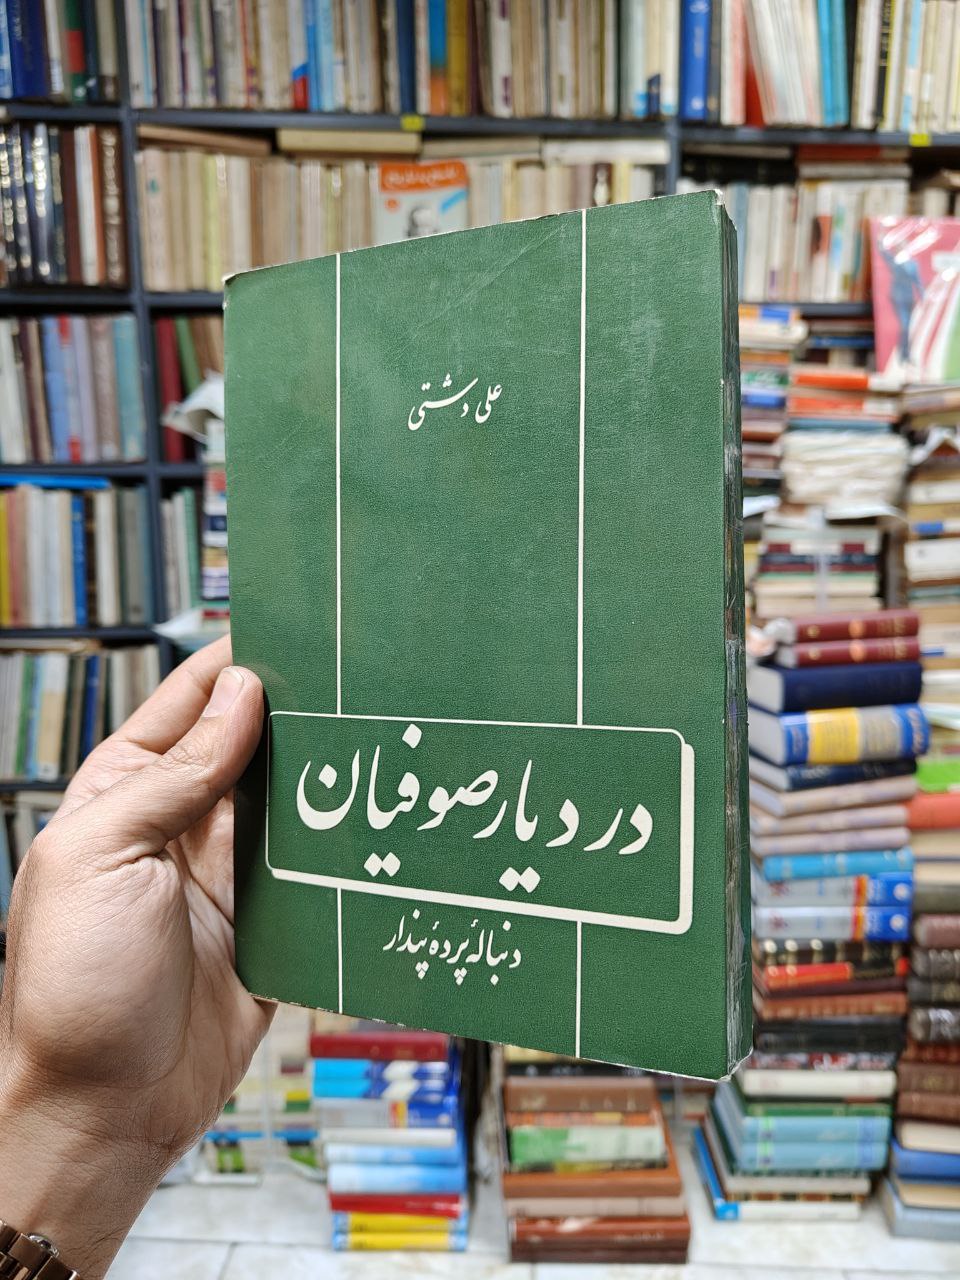 علی دشتی
در دیار صوفیان
دنبالهٔ پردهٔ پندار